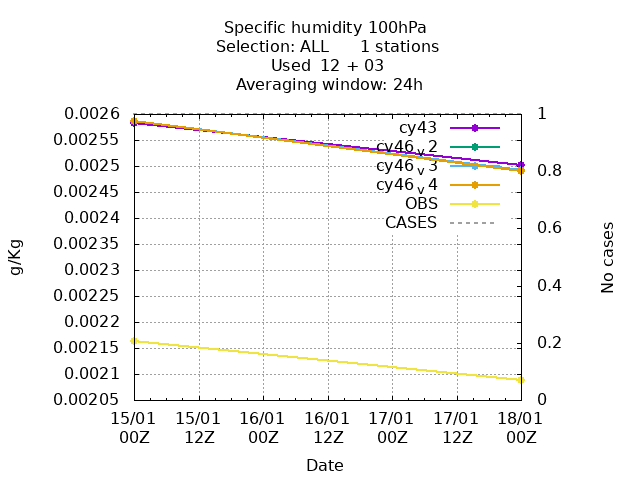 Specific humidity 100hPa
Selection: ALL      1 stations
Used  12 + 03
Averaging window: 24h
0.0026
0.00255
0.0025
0.00245
0.0024
0.00235
0.0023
0.00225
0.0022
0.00215
0.0021
0.00205
g/Kg
cy43
cy46v2
cy46v3
cy46v4
OBS
CASES
1
0.8
0.6
0.4
0.2
0
No cases
15/01 15/01 16/01 16/01 17/01 17/01 18/01
00Z 12Z 00Z 12Z 00Z 12Z 00Z
Date